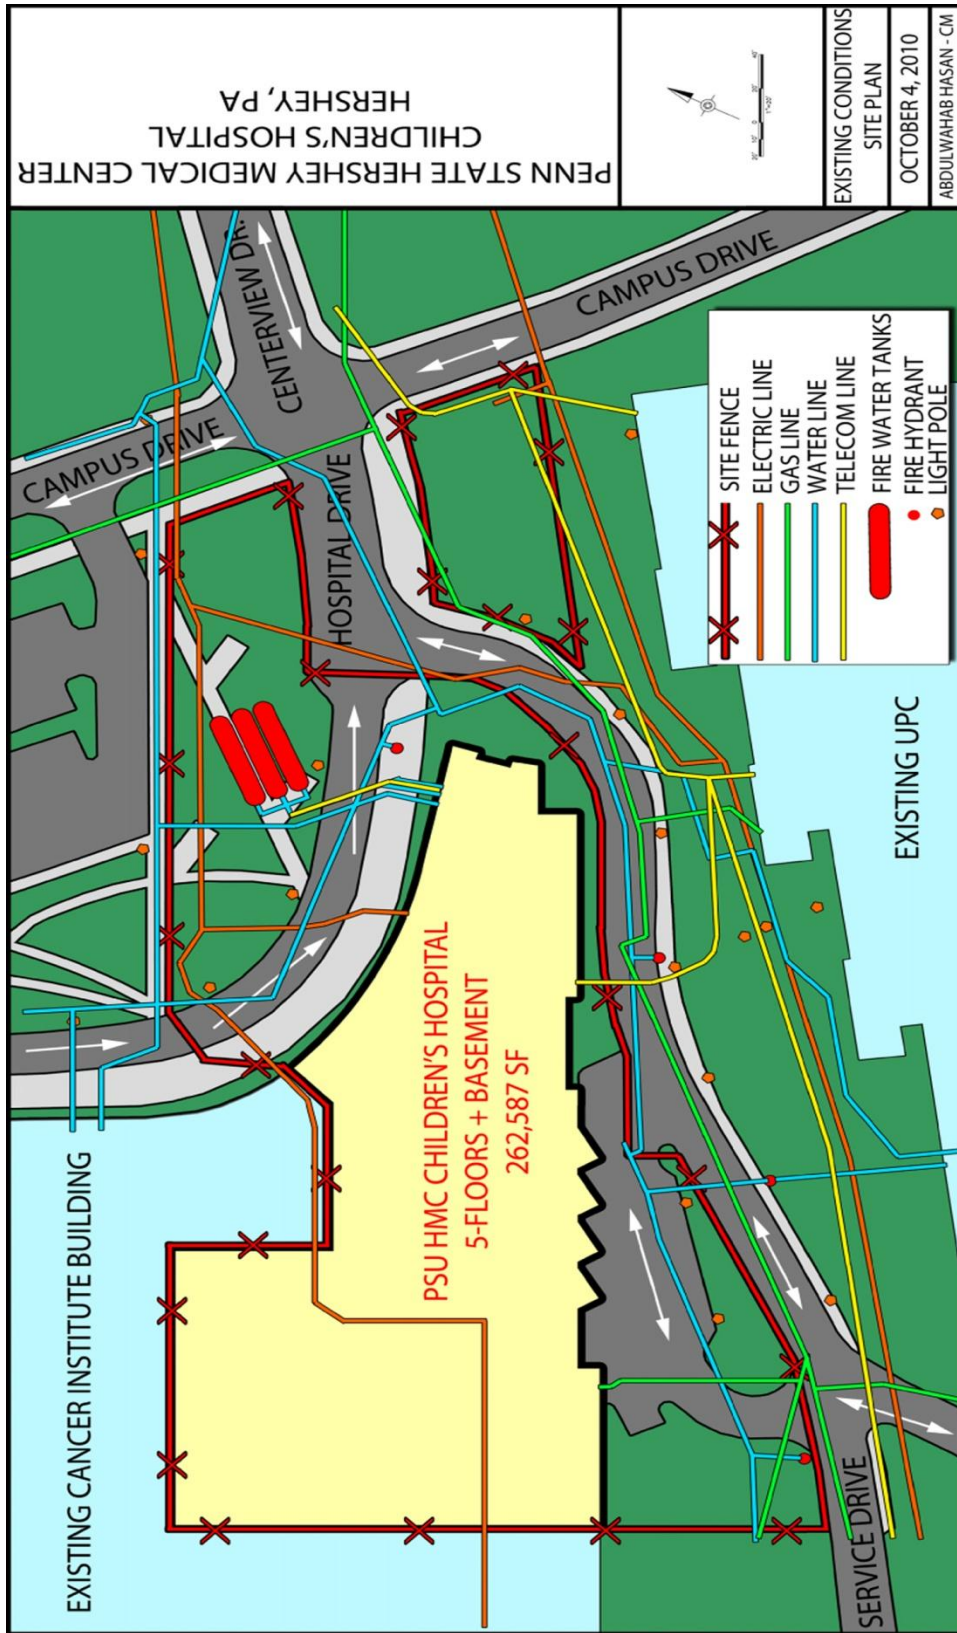 PENN STATE HERSHEY MEDICAL CENTER
CHILDREN'S HOSPITAL
HERSHEY, PA
EXISTING CONDITIONS
SITE PLAN
OCTOBER 4, 2010
ABDULWAHAB HASAN - CM
CENTERVIEW DR.
CAMPUS DRIVE
CAMPUS DRIVE
HOSPITAL DRIVE
SITE FENCE
ELECTRIC LINE
GAS LINE
WATER LINE
TELECOM LINE
FIRE WATER TANKS
FIRE HYDRANT
LIGHT POLE
EXISTING UPC
PSU HMC CHILDREN'S HOSPITAL
5-FLOORS + BASEMENT
262,587 SF
EXISTING CANCER INSTITUTE BUILDING
SERVICE DRIVE